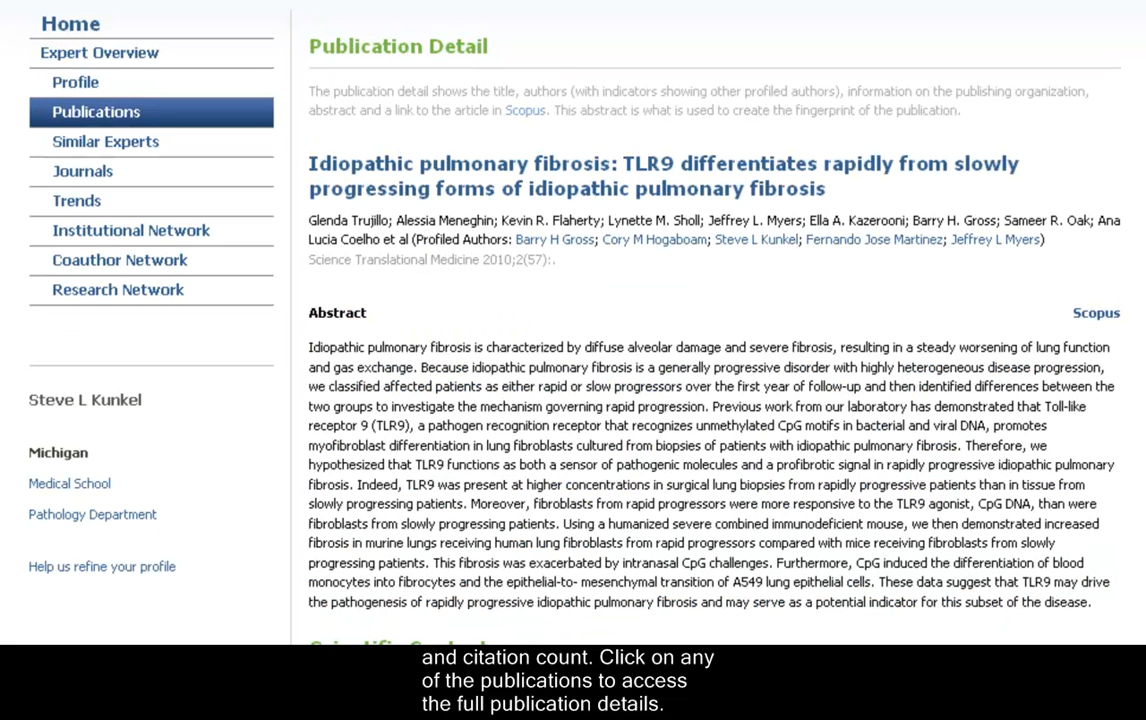 Home
Expert Overview
Profile
Publications
Similar Experts
Journals
Trends
Institutional Network
Coauthor Network
Research Network
Steve L Kunkel
Michigan
Medical School
Pathology Department
Help us refine your profile
Publication Detail
The publication detail shows the title, authors (with indicators showing other profiled authors), information on the publishing organization,
abstract and a link to the article in Scopus. This abstract is what is used to create the fingerprint of the publication.
Idiopathic pulmonary fibrosis: TLR9 differentiates rapidly from slowly
progressing forms of idiopathic pulmonary fibrosis
Glenda Trujillo; Alessia Meneghin; Kevin R. Flaherty; Lynette M. Sholl; Jeffrey L. Myers; Ella A. Kazerooni; Barry H. Gross; Sameer R. Oak; Ana
Lucia Coelho et al (Profiled Authors: Barry H Gross; Cory M Hogaboam; Steve L Kunkel; Fernando Jose Martinez; Jeffrey L Myers)
Science Translational Medicine 2010;2(57):.
Abstract
Scopus
Idiopathic pulmonary fibrosis is characterized by diffuse alveolar damage and severe fibrosis, resulting in a steady worsening of lung function
and gas exchange. Because idiopathic pulmonary fibrosis is a generally progressive disorder with highly heterogeneous disease progression,
we classified affected patients as either rapid or slow progressors over the first year of follow-up and then identified differences between the
two groups to investigate the mechanism governing rapid progression. Previous work from our laboratory has demonstrated that Toll-like
receptor 9 (TLR9), a pathogen recognition receptor that recognizes unmethylated CpG motifs in bacterial and viral DNA, promotes
myofibroblast differentiation in lung fibroblasts cultured from biopsies of patients with idiopathic pulmonary fibrosis. Therefore, we
hypothesized that TLR9 functions as both a sensor of pathogenic molecules and a profibrotic signal in rapidly progressive idiopathic pulmonary
fibrosis. Indeed, TLR9 was present at higher concentrations in surgical lung biopsies from rapidly progressive patients than in tissue from
slowly progressing patients. Moreover, fibroblasts from rapid progressors were more responsive to the TLR9 agonist, CpG DNA, than were
fibroblasts from slowly progressing patients. Using a humanized severe combined immunodeficient mouse, we then demonstrated increased
fibrosis in murine lungs receiving human lung fibroblasts from rapid progressors compared with mice receiving fibroblasts from slowly
progressing patients. This fibrosis was exacerbated by intranasal CpG challenges. Furthermore, CpG induced the differentiation of blood
monocytes into fibrocytes and the epithelial-to- mesenchymal transition of A549 lung epithelial cells. These data suggest that TLR9 may drive
the pathogenesis of rapidly progressive idiopathic pulmonary fibrosis and may serve as a potential indicator for this subset of the disease.
and citation count. Click on any
of the publications to access
the full publication details.